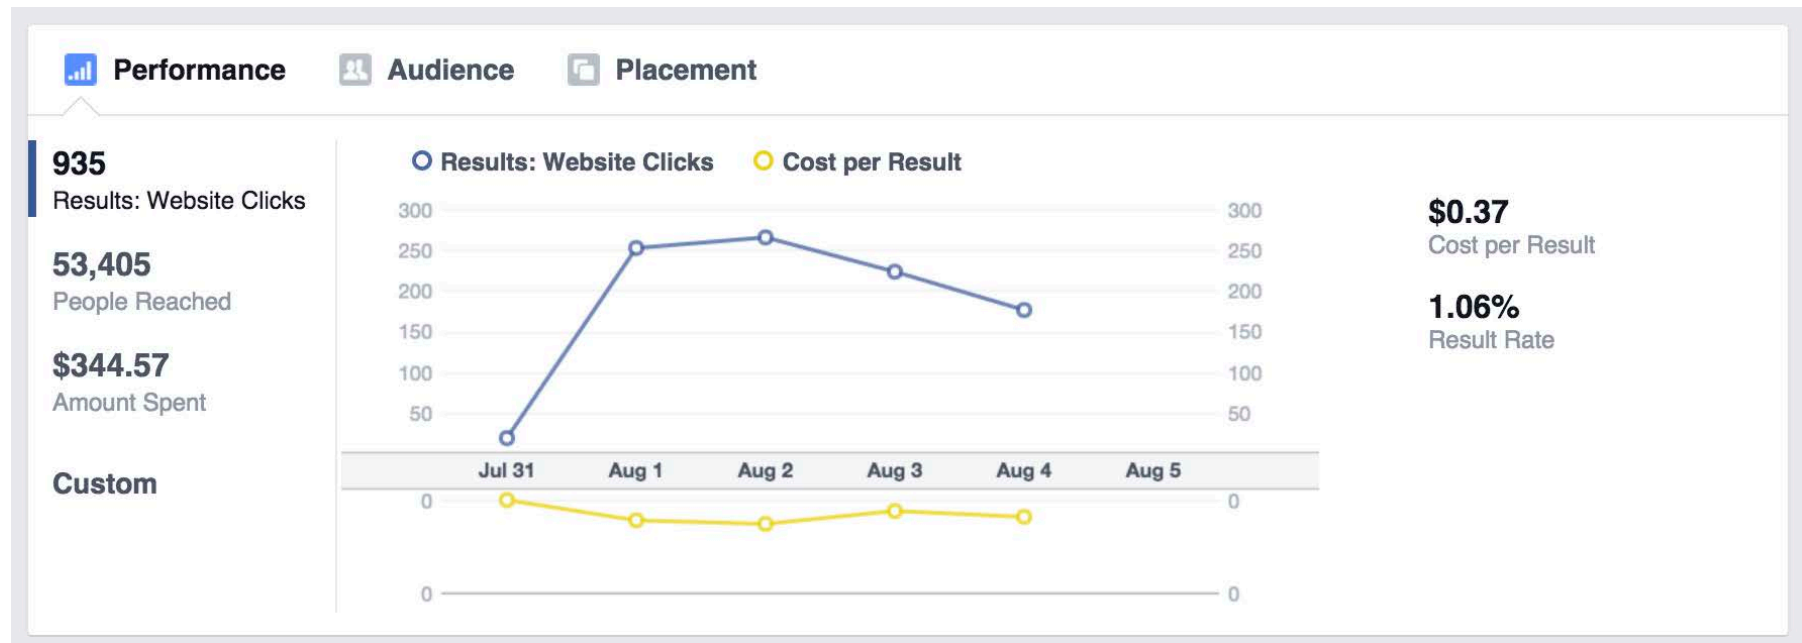 Performance Audience Placement
935
Results: Website Clicks
53,405
People Reached
$344.57
Amount Spent
Custom
Results: Website Clicks Cost per Result
300 300
250 250
200 200
150 150
100 100
50 50
Jul 31 Aug 1 Aug 2 Aug 3 Aug 4 Aug 5
0 0
0 0
$0.37
Cost per Result
1.06%
Result Rate